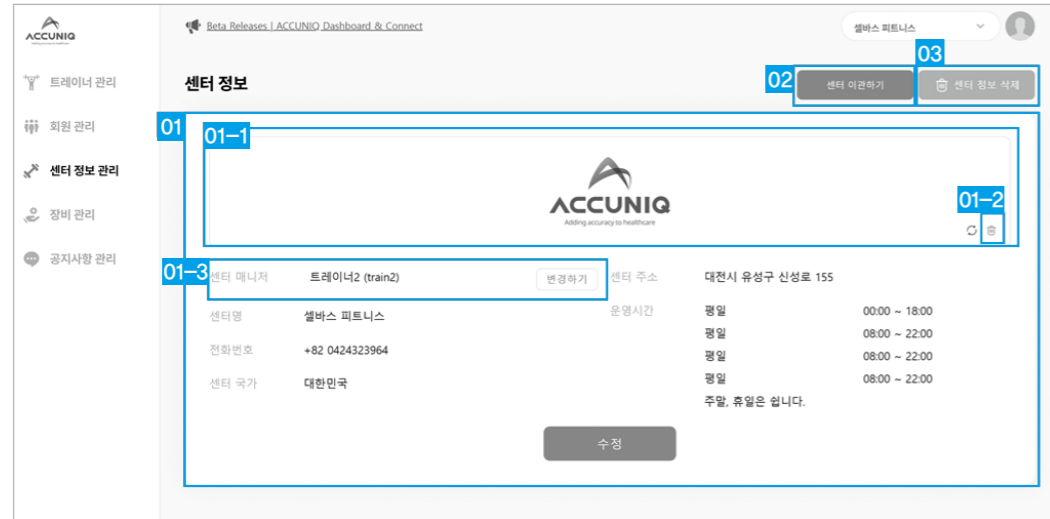 ACCUNIQ
Beta Releases | ACCUNIQ Dashboard & Connect
셀바스 피트니스
03
트레이너 관리
센터 정보
02
센터 이관하기
센터 정보 삭제
회원 관리
01
01–1
센터 정보 관리
ACCUNIQ
Adding accuracy to healthcare
01–2
장비 관리
공지사항 관리
01–3
센터 매니저 트레이너2 (train2) 변경하기
센터 주소 대전시 유성구 신성로 155
센터명 셀바스 피트니스
운영시간 평일 00:00 ~ 18:00
평일 08:00 ~ 22:00
전화번호 +82 0424323964
평일 08:00 ~ 22:00
센터 국가 대한민국
평일 08:00 ~ 22:00
주말, 휴일은 쉽니다.
수정